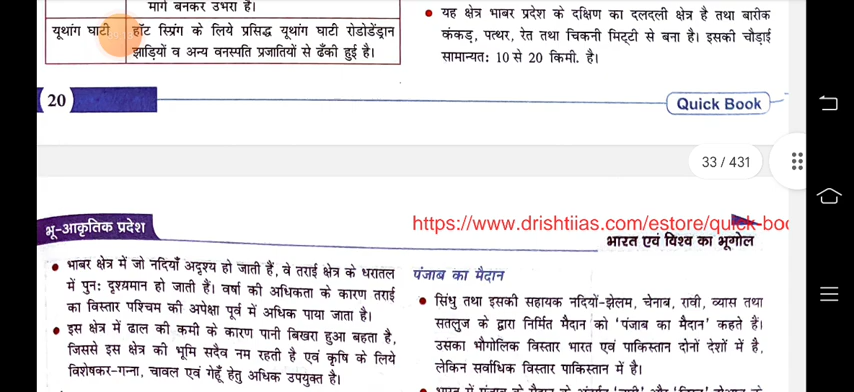 मार्ग बनकर उभरा है।
यूथांग घाटी
हॉट स्प्रिंग के लिये प्रसिद्ध यूथांग घाटी रोडोडेंड्रान
झाड़ियों व अन्य वनस्पति प्रजातियों से ढँकी हुई है।
• यह क्षेत्र भाबर प्रदेश के दक्षिण का दलदली क्षेत्र है तथा बारीक
कंकड़, पत्थर, रेत तथा चिकनी मिट्टी से बना है। इसकी चौड़ाई
सामान्यत: 10 से 20 किमी. है।
20
Quick Book
33 / 431
भू-आकृतिक प्रदेश
https://www.drishtiias.com/estore/quick-boo
भारत एवं विश्व का भूगोल
• भाबर क्षेत्र में जो नदियाँ अदृश्य हो जाती हैं, वे तराई क्षेत्र के धरातल
में पुन: दृश्यमान हो जाती हैं। वर्षा की अधिकता के कारण तराई
का विस्तार पश्चिम की अपेक्षा पूर्व में अधिक पाया जाता है।
• इस क्षेत्र में ढाल की कमी के कारण पानी बिखरा हुआ बहता है,
जिससे इस क्षेत्र की भूमि सदैव नम रहती है एवं कृषि के लिये
विशेषकर-गन्ना, चावल एवं गेहूँ हेतु अधिक उपयुक्त है।
पंजाब का मैदान
• सिंधु तथा इसकी सहायक नदियों-झेलम, चेनाब, रावी, व्यास तथा
सतलुज के द्वारा निर्मित मैदान को 'पंजाब का मैदान' कहते हैं।
उसका भौगोलिक विस्तार भारत एवं पाकिस्तान दोनों देशों में है,
लेकिन सर्वाधिक विस्तार पाकिस्तान में है।